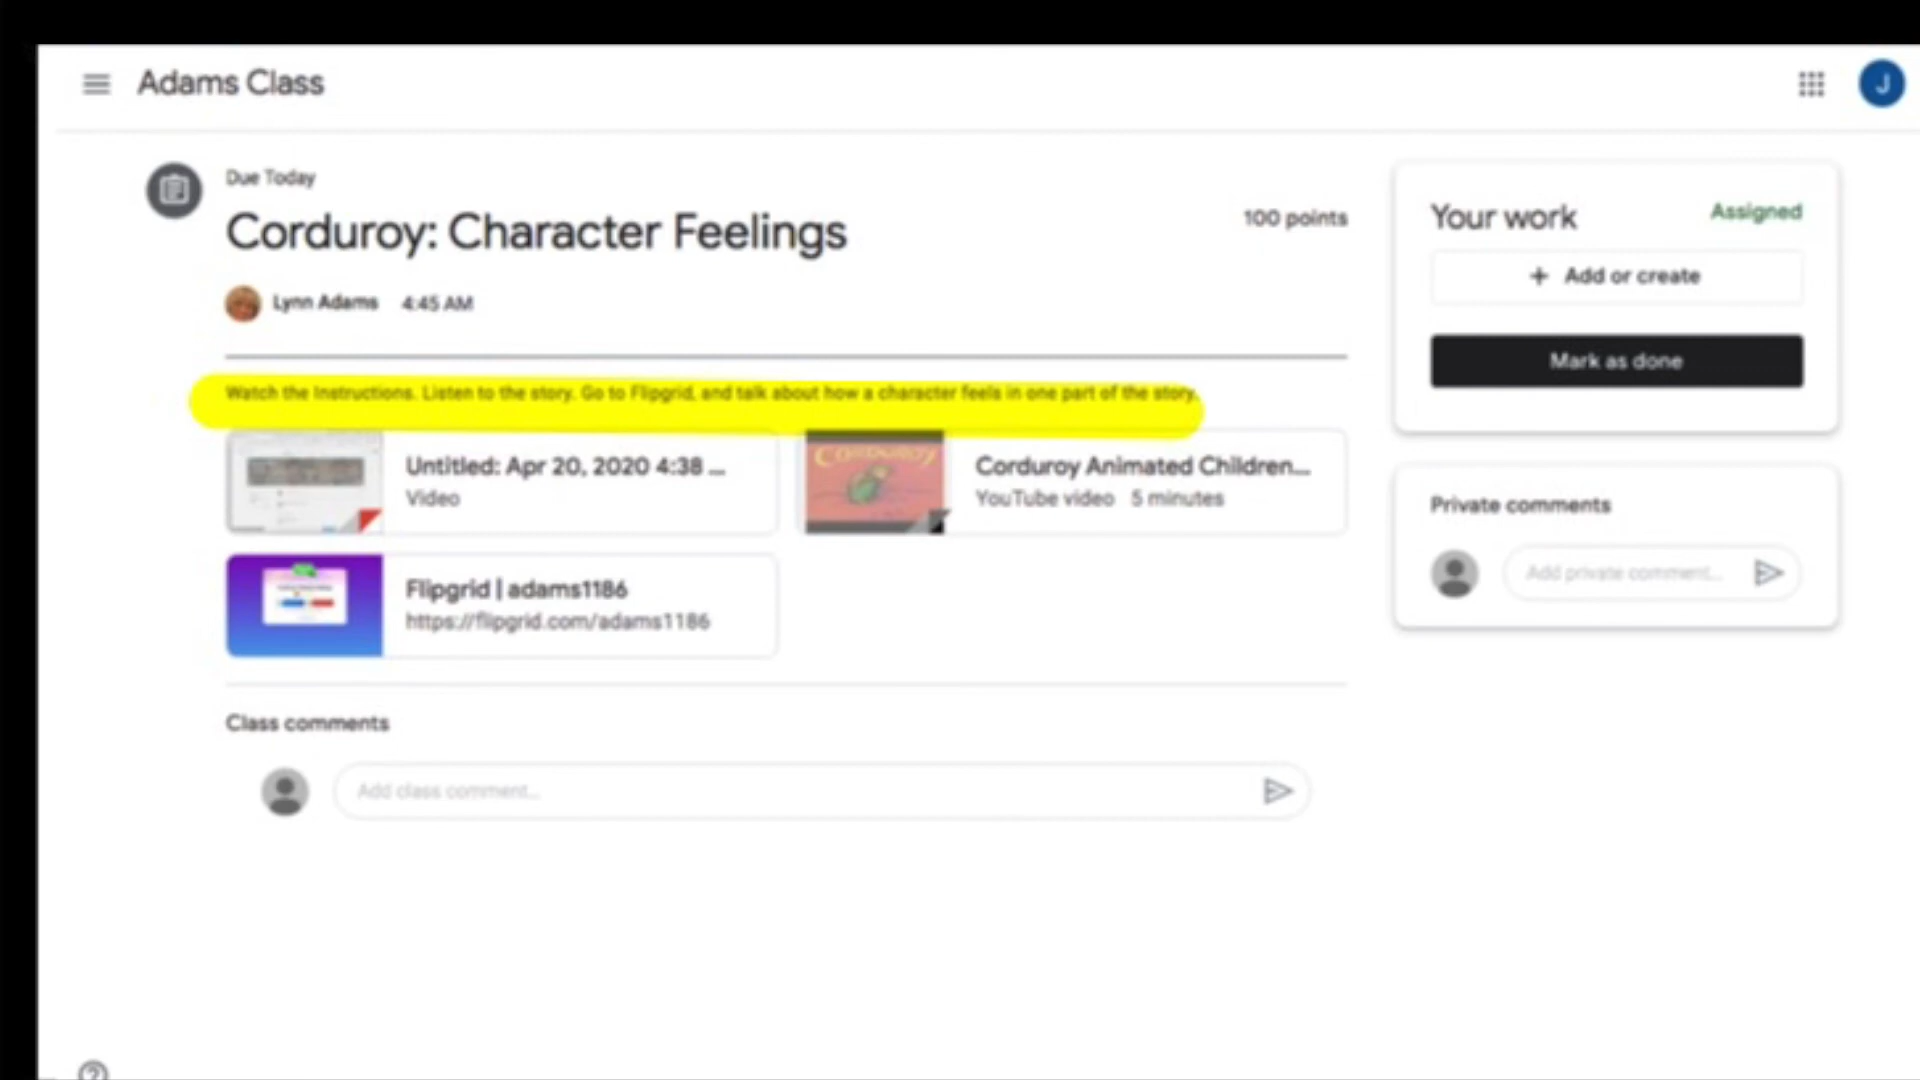 Adams Class
J
Due Today
Corduroy: Character Feelings
100 points
Lynn Adams 4:45 AM
Watch the Instructions. Listen to the story. Go to Flipgrid, and talk about how a character feels in one part of the story.
Untitled: Apr 20, 2020 4:38 ...
Video
CORDUROY
Corduroy Animated Children...
YouTube video 5 minutes
Flipgrid | adams1186
https://flipgrid.com/adams1186
Class comments
Add class comment...
Your work
Assigned
+ Add or create
Mark as done
Private comments
Add private comment...